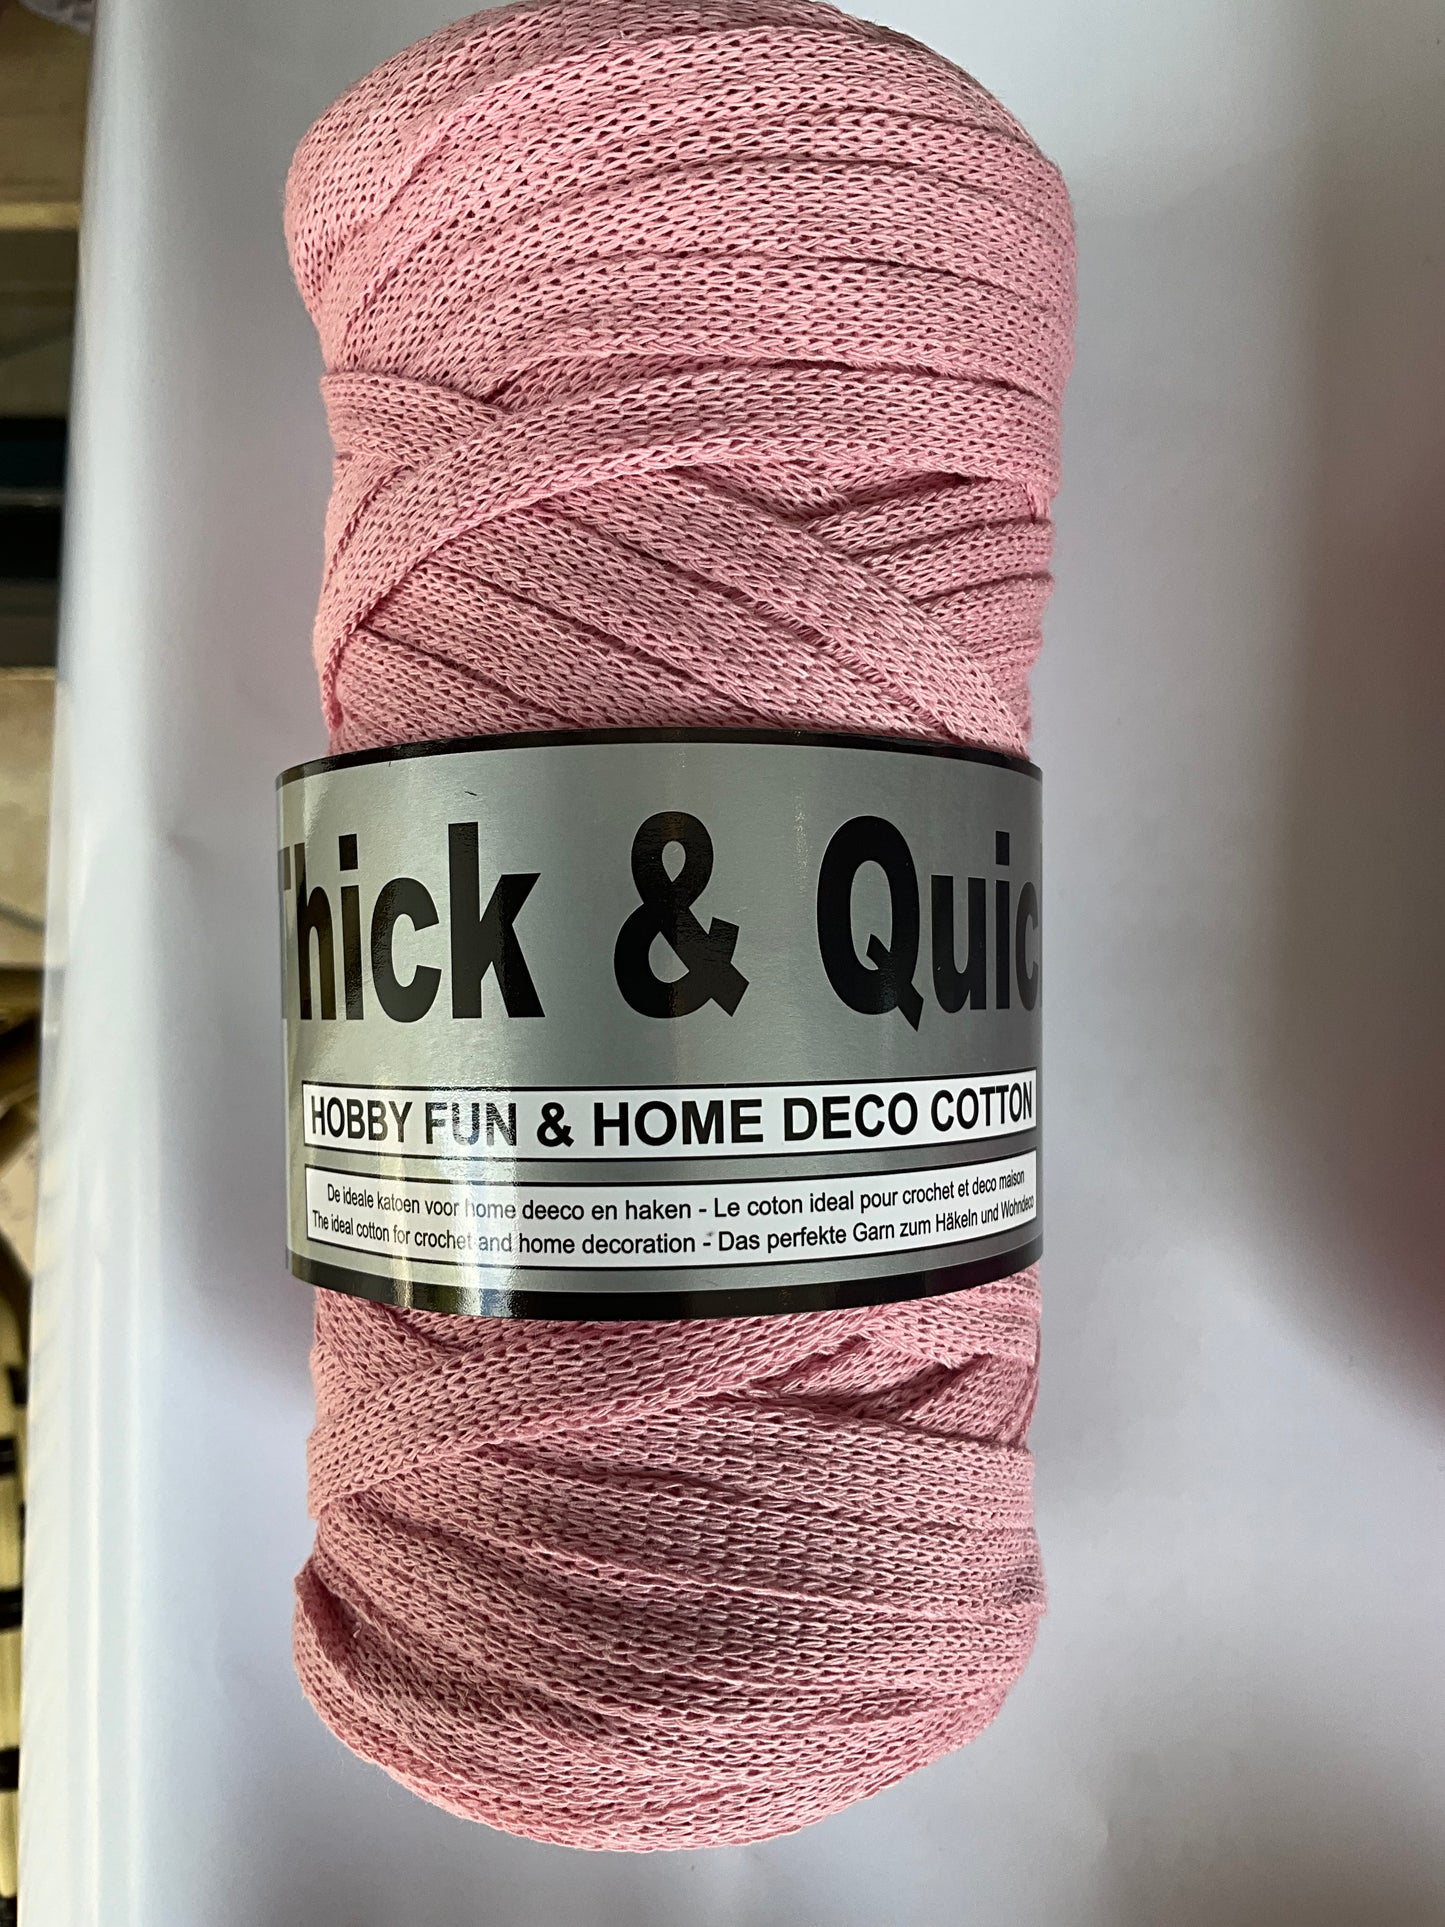 Thick & Quic
HOBBY FUN & HOME DECO COTTON
De ideale katoen voor home deeco en haken - Le coton ideal pour crochet et deco maison
The ideal cotton for crochet and home decoration - Das perfekte Garn zum Häkeln und Wohndeco